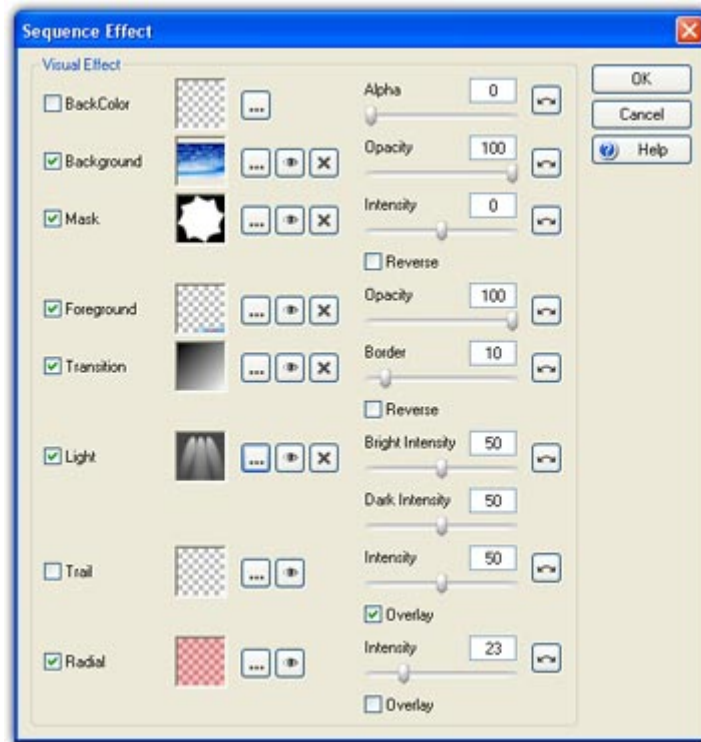 Sequence Effect
Visual Effect
BackColor
...
Alpha
0
OK
Cancel
Help
Background
...
Opacity
100
Mask
...
Intensity
0
Reverse
Foreground
...
Opacity
100
Transition
...
Border
10
Reverse
Light
...
Bright Intensity
50
Dark Intensity
50
Trail
...
Intensity
50
Overlay
Radial
...
Intensity
23
Overlay